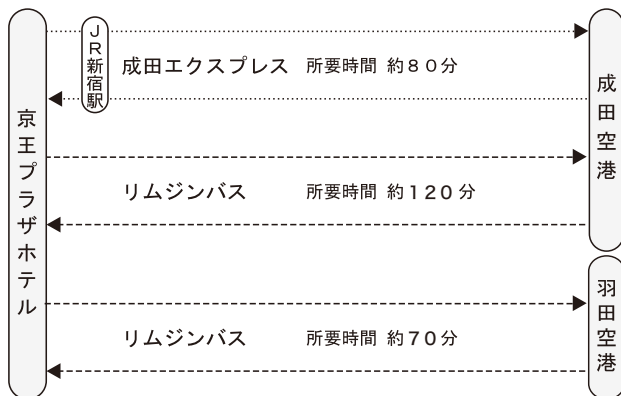 京王プラザホテル
JR新宿駅
成田エクスプレス 所要時間 約80分
リムジンバス 所要時間 約120分
リムジンバス 所要時間 約70分
成田空港
羽田空港